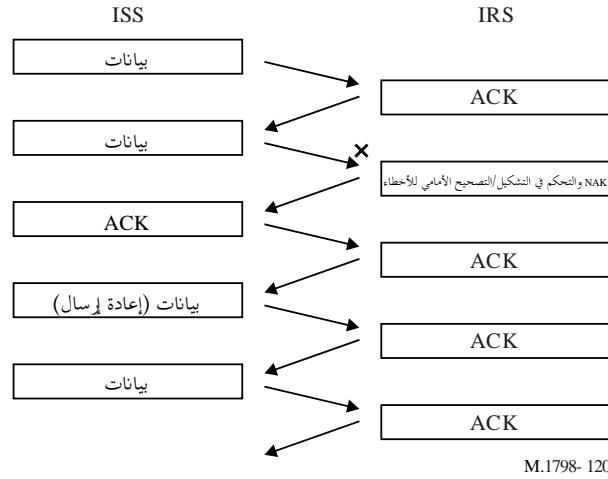 ISS
IRS
بيانات
ACK
بيانات
NAK والتحكم في التشكيل/التصحيح الأمامي للأخطاء
ACK
ACK
بيانات (إعادة إرسال)
ACK
بيانات
ACK
M.1798- 120